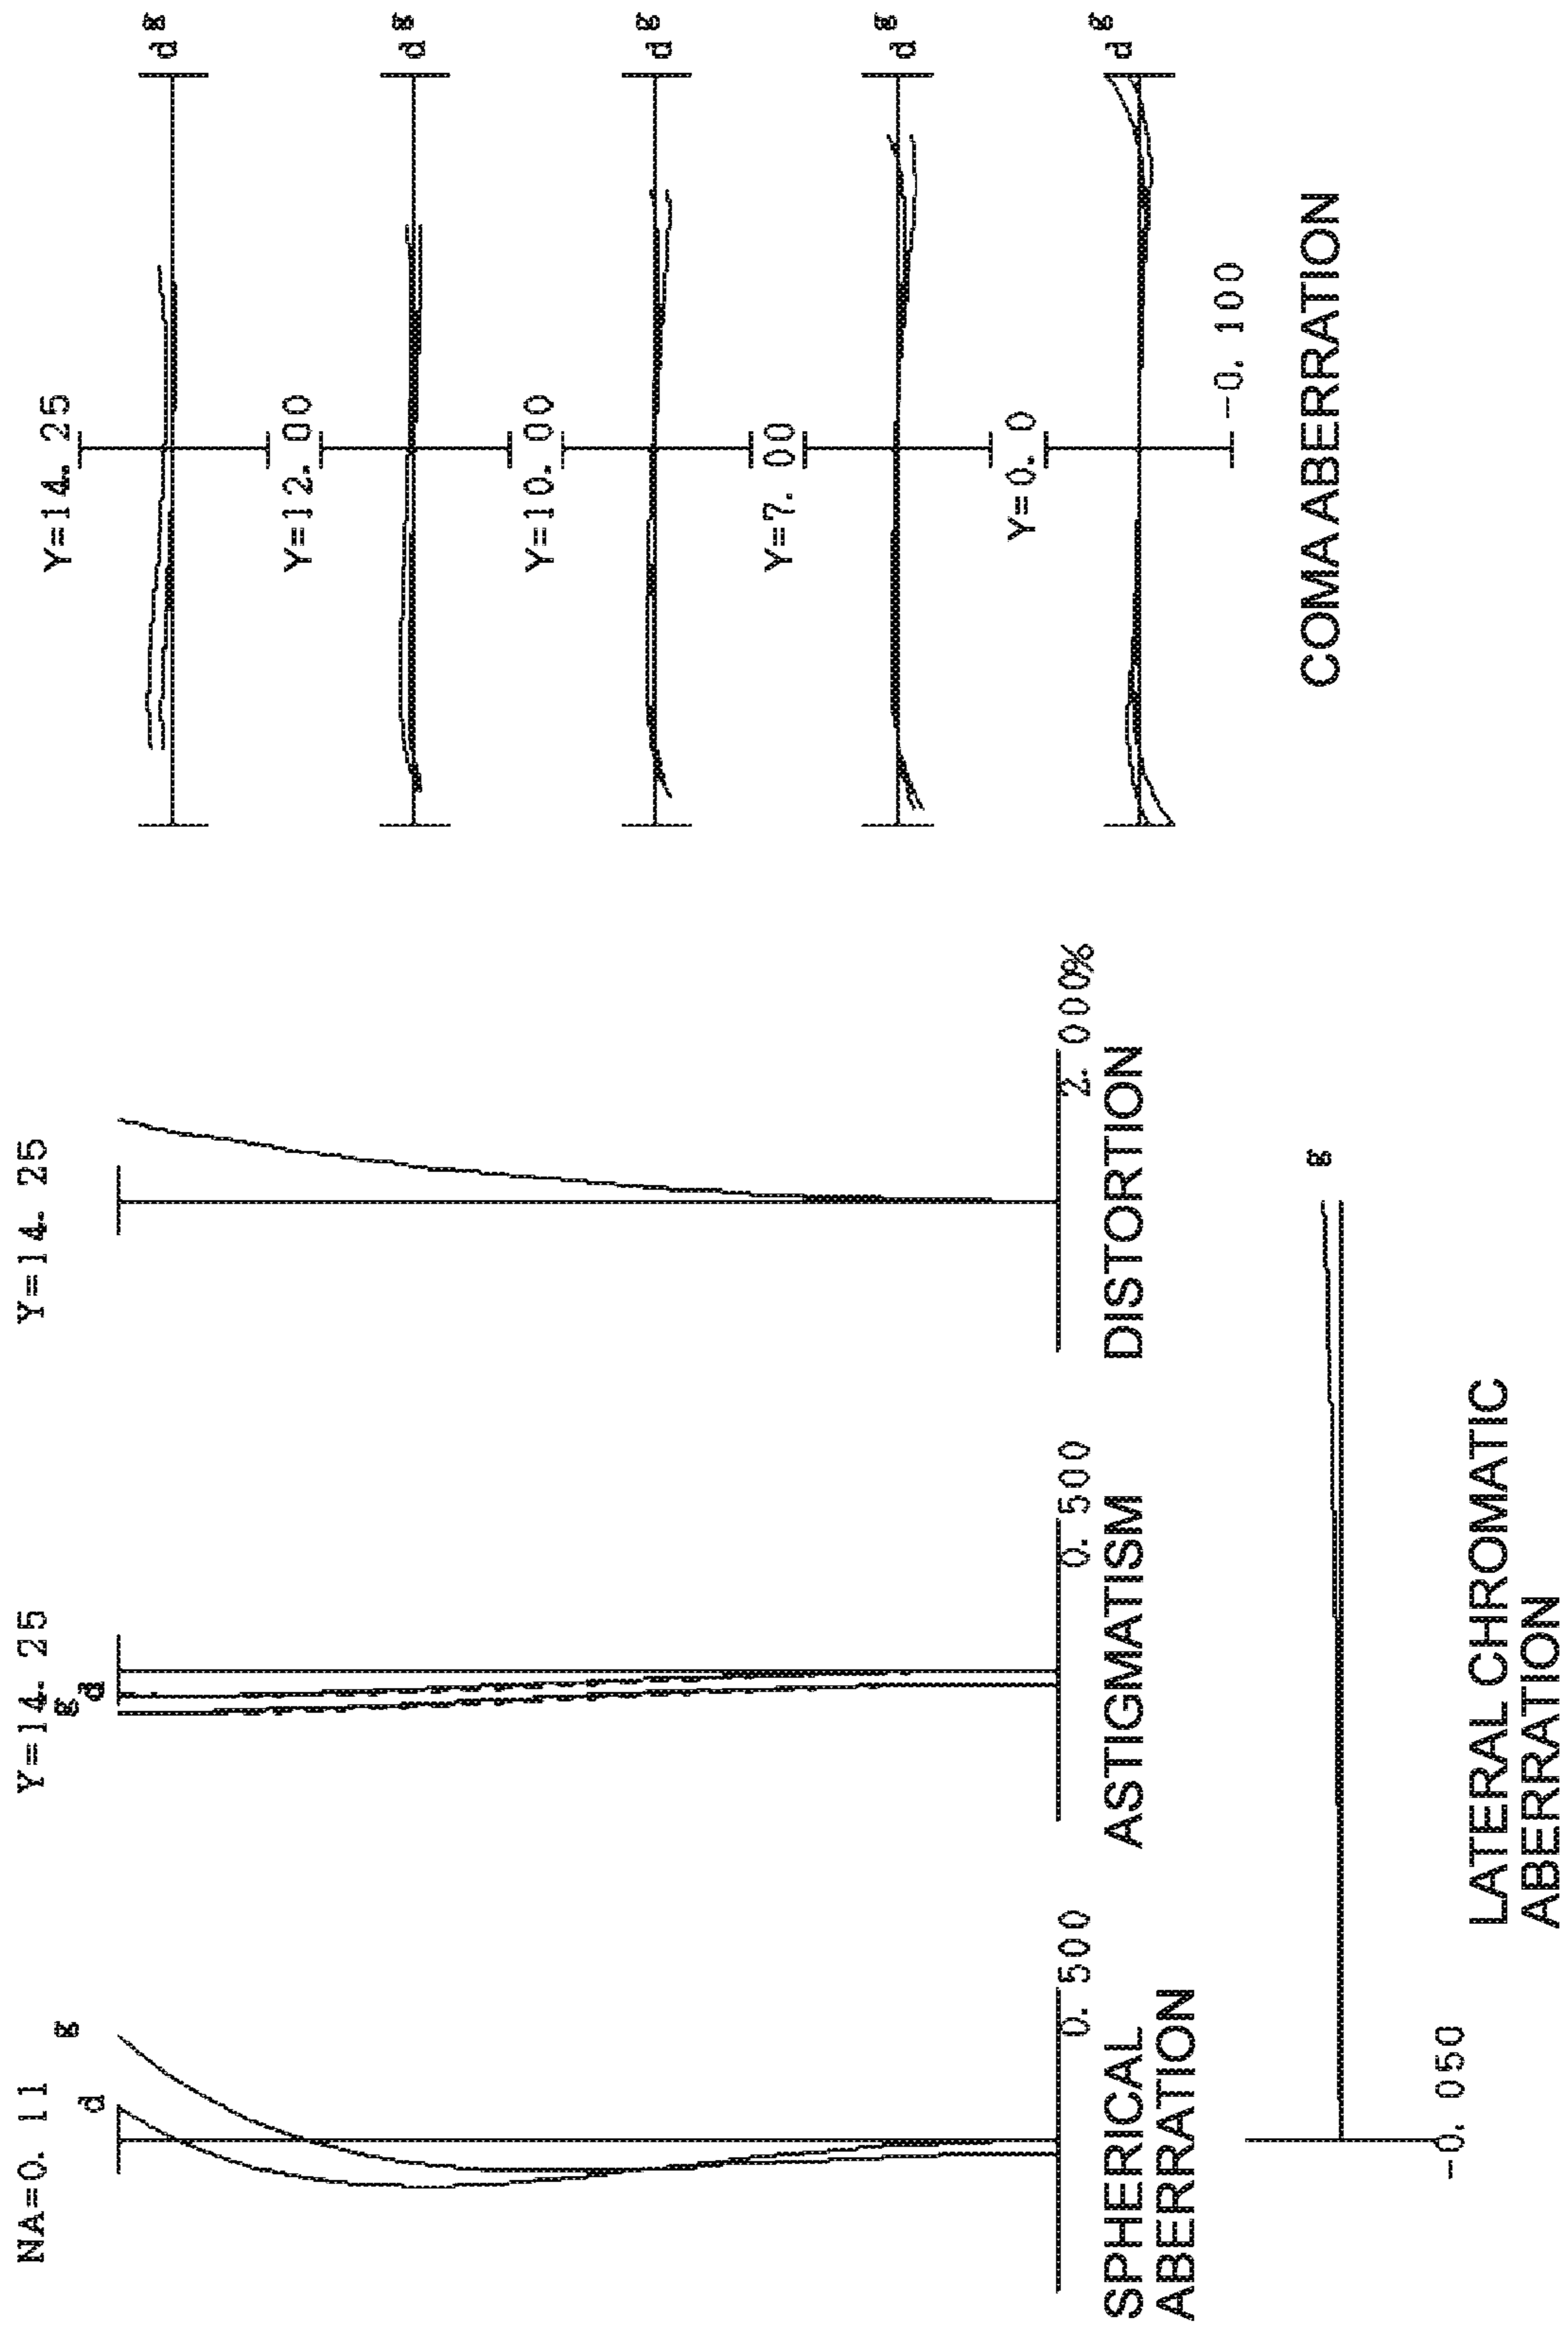 NA=0. 11
d
g
0. 500
SPHERICAL
ABERRATION
Y=14. 25
g
d
0. 500
ASTIGMATISM
Y=14. 25
2. 000%
DISTORTION
g
-0. 050
LATERAL CHROMATIC
ABERRATION
Y=14. 25
d g
Y=12. 00
d g
Y=10. 00
d g
Y=7. 00
d g
Y=0. 0
d g
-0. 100
COMA ABERRATION